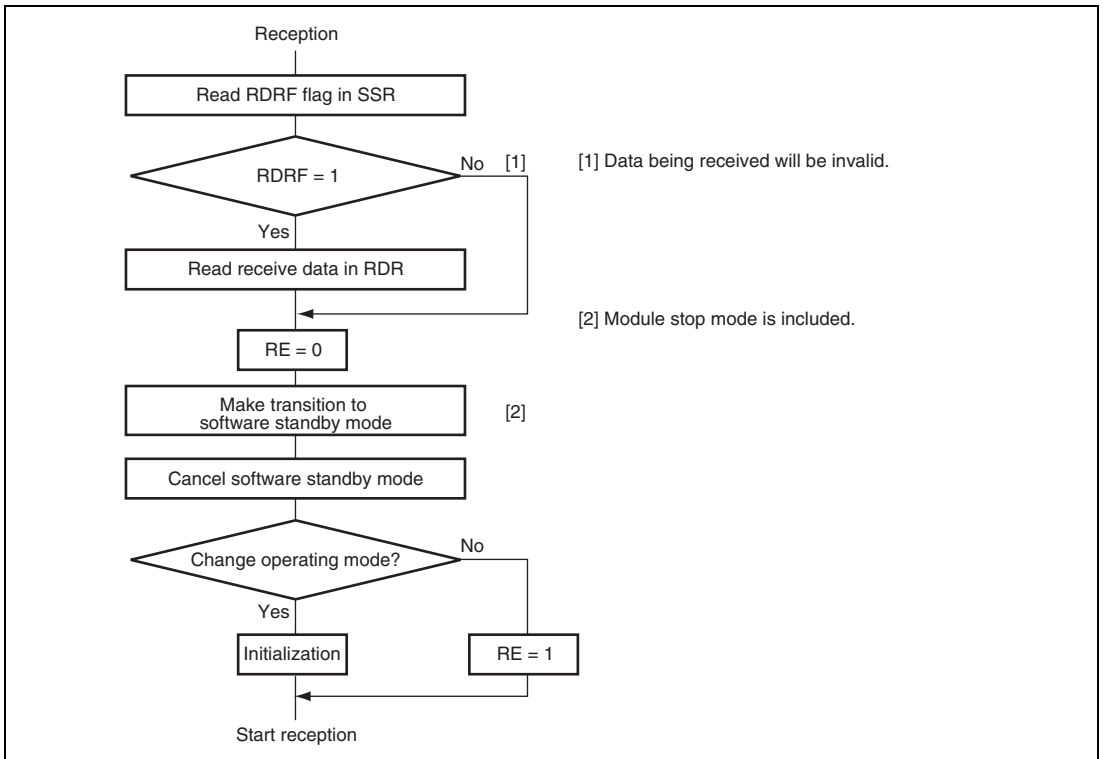 Reception
Read RDRF flag in SSR
RDRF = 1
No [1]
[1] Data being received will be invalid.
Yes
Read receive data in RDR
[2] Module stop mode is included.
RE = 0
Make transition to
software standby mode
[2]
Cancel software standby mode
Change operating mode?
No
Yes
Initialization
RE = 1
Start reception